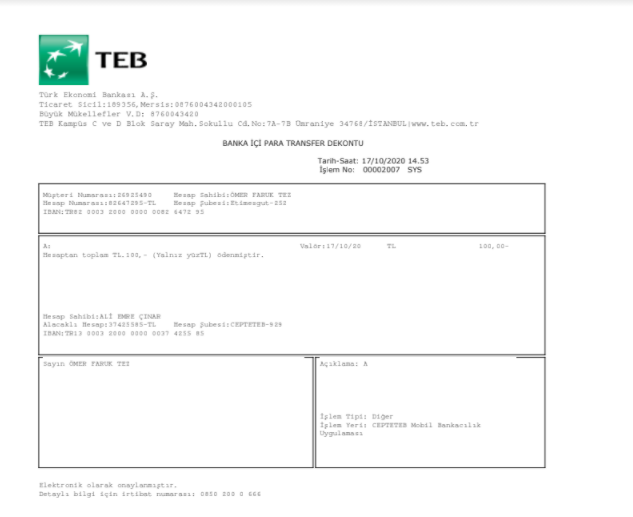 TEB
Türk Ekonomi Bankası A.Ş.
Ticaret Sicil:189356, Mersis:0876004342000105
Büyük Mükellefler V.D: 8760043420
TEB Kampüs C ve D Blok Saray Mah.Sokullu Cd.No:7A-7B Ümraniye 34768/İSTANBUL|www.teb.com.tr
BANKA İÇİ PARA TRANSFER DEKONTU
Tarih-Saat: 17/10/2020 14.53
İşlem No: 00002007 SYS
Müşteri Numarası: Hesap Sahibi:ÖMER FARUK TEZ
Hesap Numarası:82647295-TL Hesap Şubesi:Etimesgut-252
IBAN:TR82 0003 2000 0000 0082 6472 95
A: Valör:17/10/20 TL 100,00-
Hesaptan toplam TL.100,- (Yalnız yüzTL) ödenmiştir.
Hesap Sahibi:ALİ EMRE ÇINAR
Alacaklı Hesap:37425585-TL Hesap Şubesi:CEPTETEB-929
IBAN:TR13 0003 2000 0000 0037 4255 85
Sayın ÖMER FARUK TEZ
Açıklama: A
İşlem Tipi: Diğer
İşlem Yeri: CEPTETEB Mobil Bankacılık
Uygulaması
Elektronik olarak onaylanmıştır.
Detaylı bilgi için irtibat numarası: 0850 200 0 666